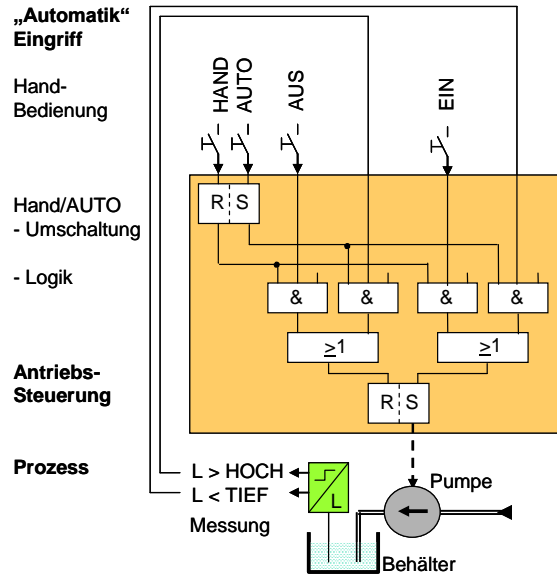 „Automatik“
Eingriff
Hand-
Bedienung
HAND
AUTO
AUS
EIN
Hand/AUTO
- Umschaltung
- Logik
R S
& & & &
≥1 ≥1
Antriebs-
Steuerung
R S
Prozess
L > HOCH
L < TIEF
L
Messung
Pumpe
Behälter